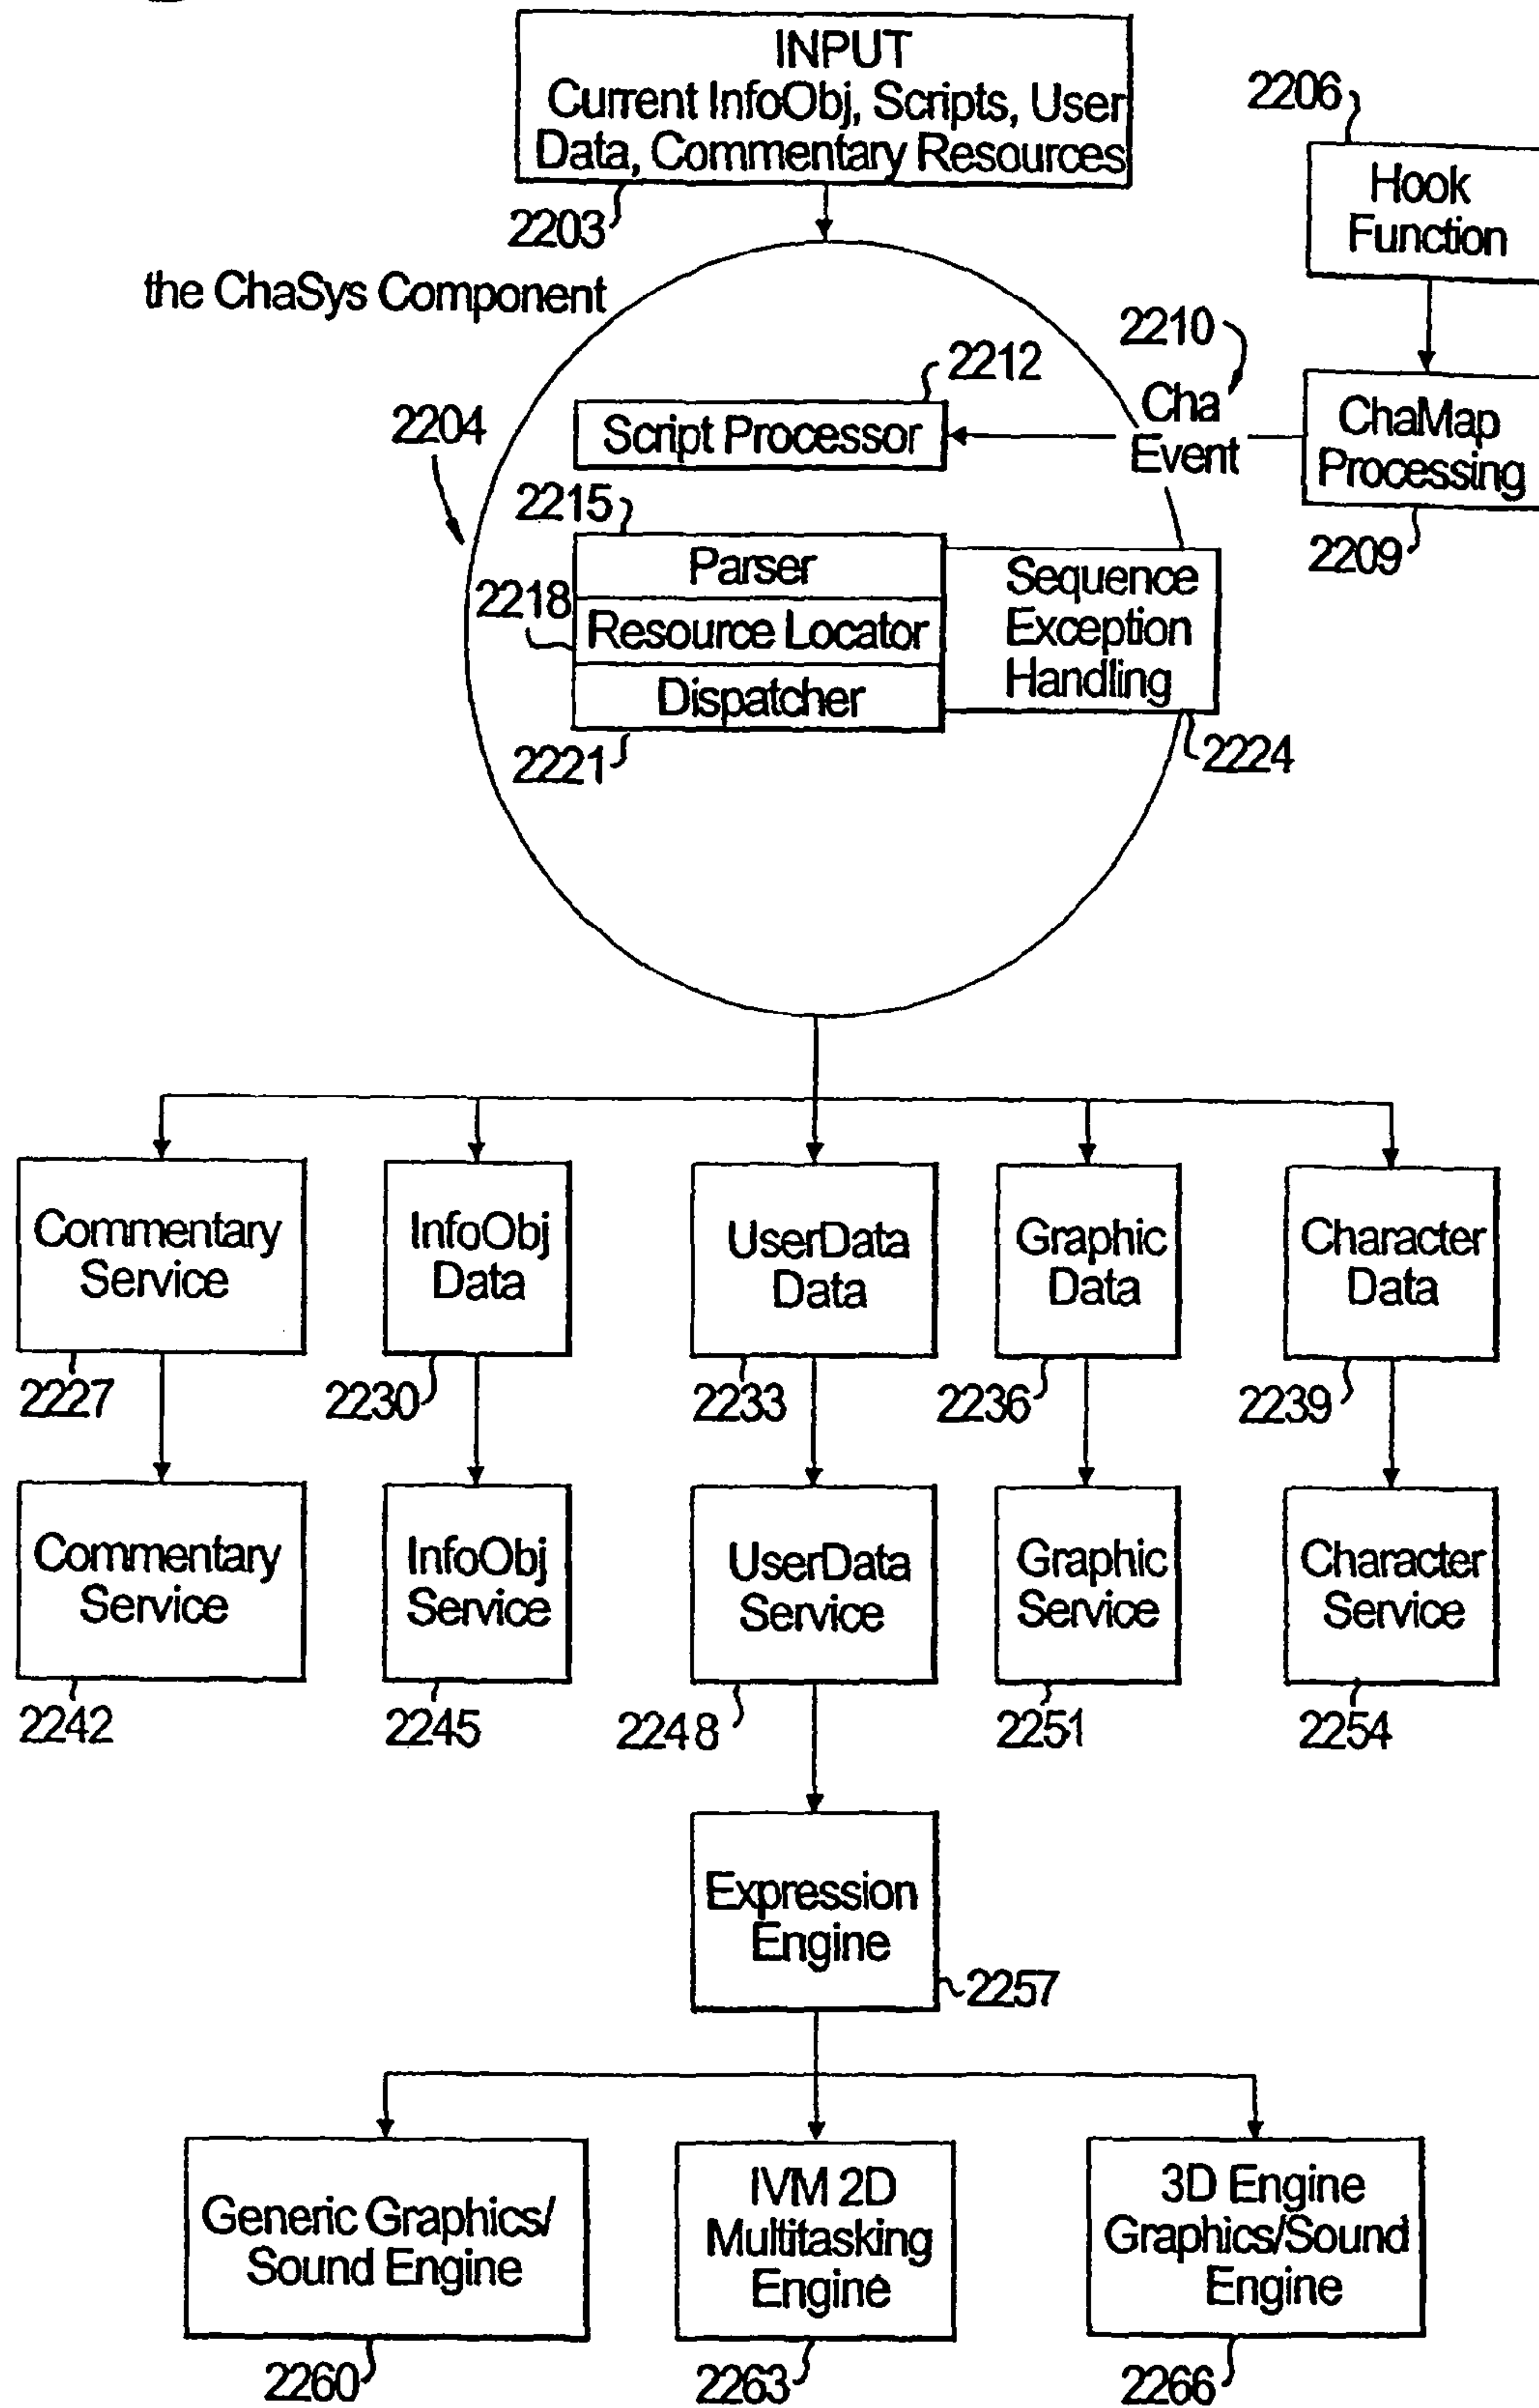 INPUT
Current InfoObj, Scripts, User
Data, Commentary Resources
2203
2206
Hook
Function
the ChaSys Component
2210
Cha
Event
ChaMap
Processing
2209
2212
Script Processor
2204
2215
Parser
2218
Resource Locator
Dispatcher
2221
Sequence
Exception
Handling
2224
Commentary
Service
2227
InfoObj
Data
2230
UserData
Data
2233
Graphic
Data
2236
Character
Data
2239
Commentary
Service
2242
InfoObj
Service
2245
UserData
Service
2248
Graphic
Service
2251
Character
Service
2254
Expression
Engine
2257
Generic Graphics/
Sound Engine
2260
IVM 2D
Multitasking
Engine
2263
3D Engine
Graphics/Sound
Engine
2266